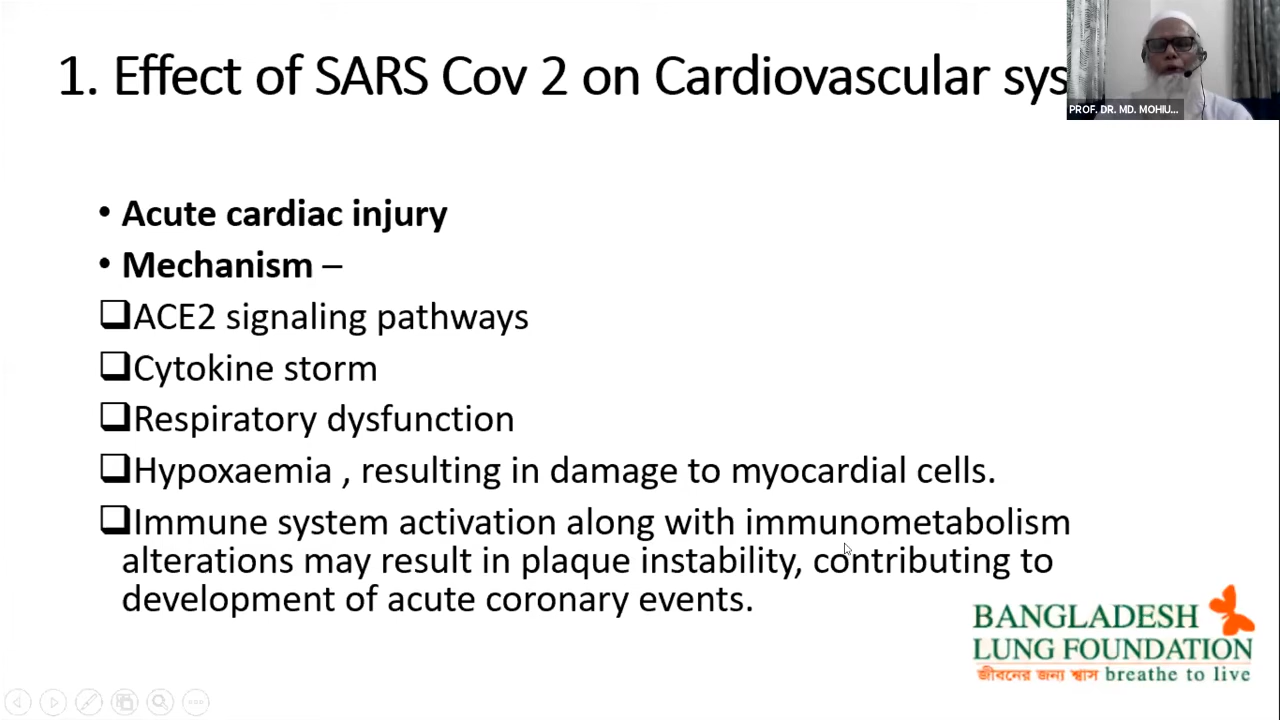 1. Effect of SARS Cov 2 on Cardiovascular sys
PROF. DR. MD. MOHIU...
• Acute cardiac injury
• Mechanism –
❑ACE2 signaling pathways
❑Cytokine storm
❑Respiratory dysfunction
❑Hypoxaemia , resulting in damage to myocardial cells.
❑Immune system activation along with immunometabolism
alterations may result in plaque instability, contributing to
development of acute coronary events.
BANGLADESH
LUNG FOUNDATION
জীবনের জন্য শ্বাস breathe to live